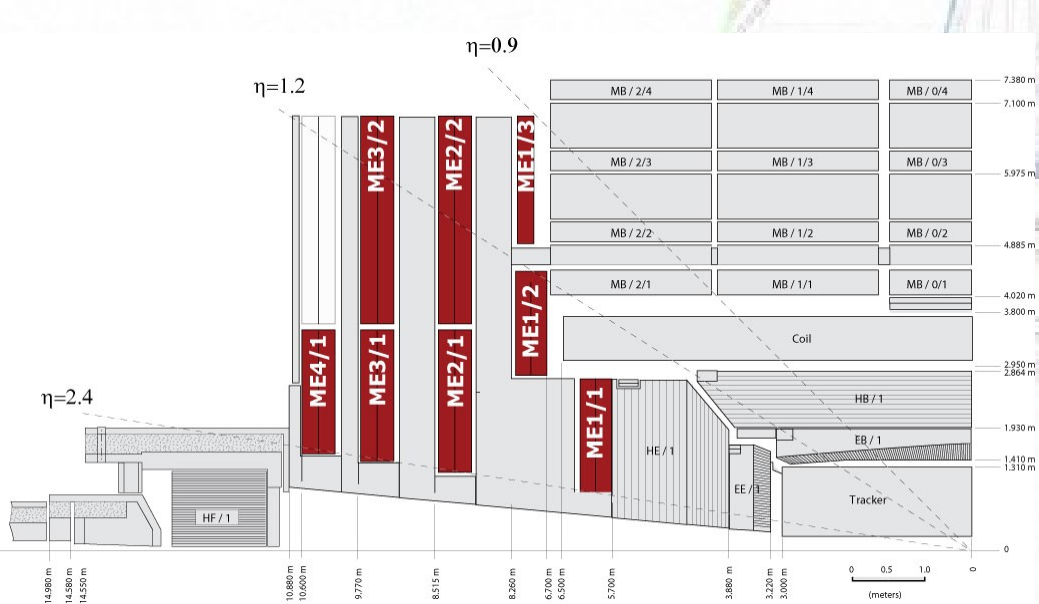 η=0.9
η=1.2
η=2.4
ME4/1
ME3/2
ME3/1
ME2/2
ME2/1
ME1/3
ME1/2
ME1/1
MB / 2/4
MB / 1/4
MB / 0/4
MB / 2/3
MB / 1/3
MB / 0/3
MB / 2/2
MB / 1/2
MB / 0/2
MB / 2/1
MB / 1/1
MB / 0/1
Coil
HB / 1
EB / 1
HE / 1
EE / 1
Tracker
HF / 1
7.380 m
7.100 m
5.975 m
4.885 m
4.020 m
3.800 m
2.950 m
2.864 m
1.930 m
1.410 m
1.310 m
0
14.980 m
14.580 m
14.550 m
10.880 m
10.600 m
9.770 m
8.515 m
8.260 m
6.700 m
6.500 m
5.700 m
3.880 m
3.220 m
3.000 m
0
0 0.5 1.0
(meters)